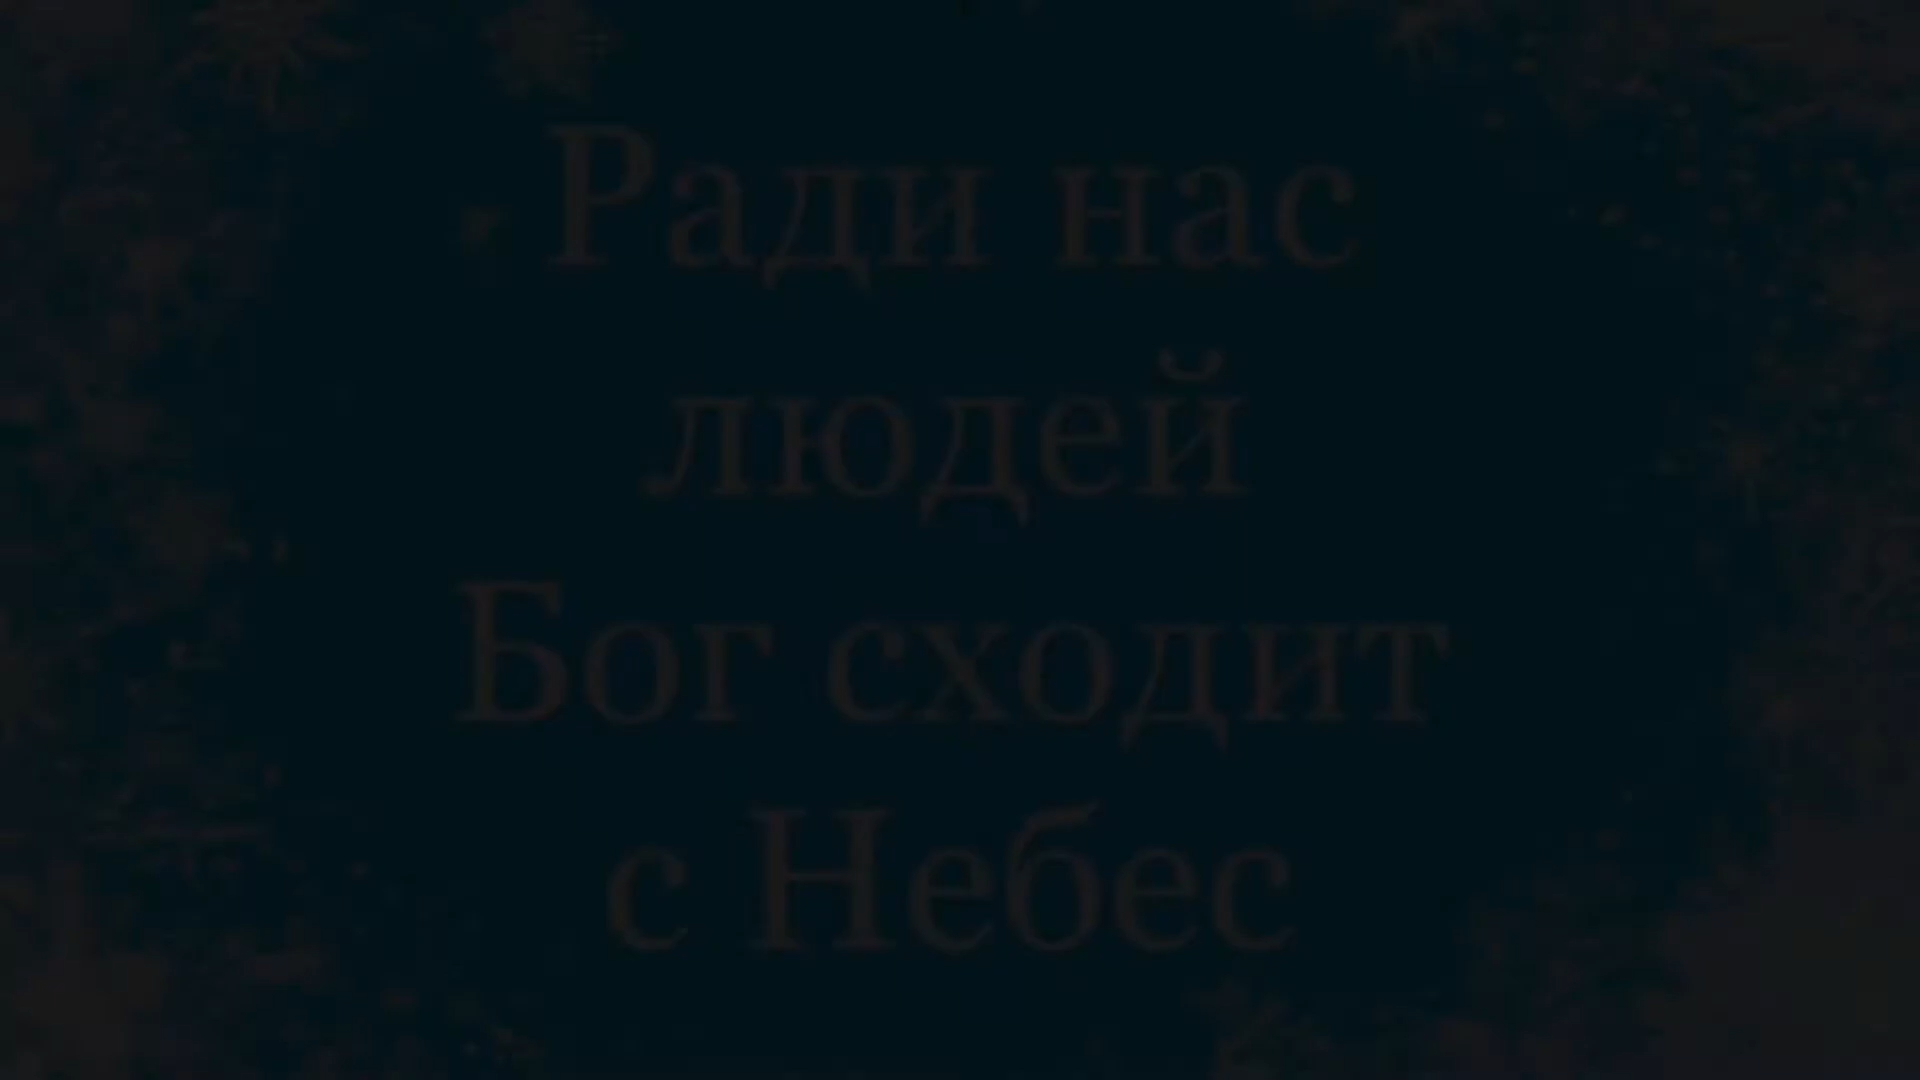 Ради нас
людей
Бог сходит
с Небес